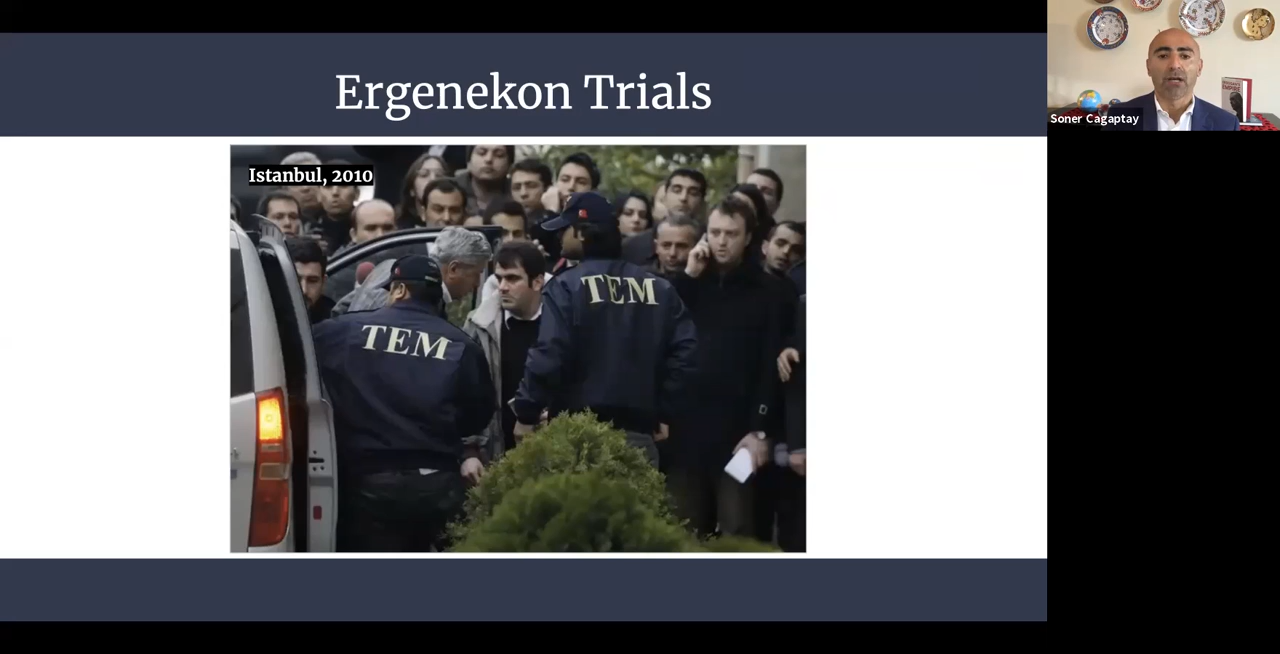 Ergenekon Trials
Istanbul, 2010
TEM
TEM
Soner Cagaptay